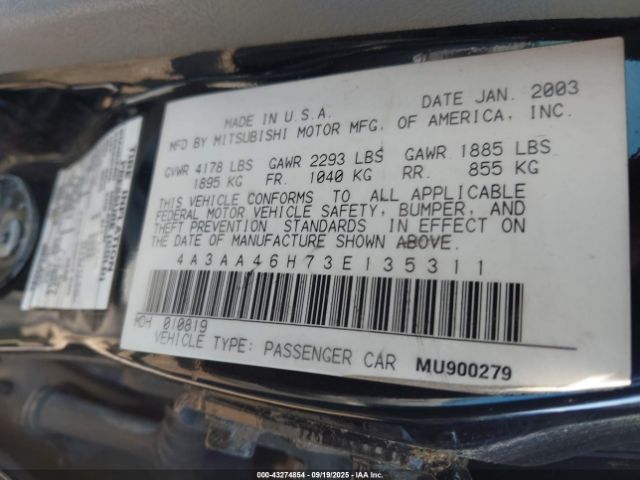 MADE IN U.S.A. DATE JAN. 2003
MFD BY MITSUBISHI MOTOR MFG. OF AMERICA, INC.
GVWR 4178 LBS GAWR 2293 LBS GAWR 1885 LBS
1895 KG FR. 1040 KG RR. 855 KG
THIS VEHICLE CONFORMS TO ALL APPLICABLE
FEDERAL MOTOR VEHICLE SAFETY, BUMPER, AND
THEFT PREVENTION STANDARDS IN EFFECT ON
THE DATE OF MANUFACTURE SHOWN ABOVE.
4A3AA46H73E135311
MDH 010819
VEHICLE TYPE: PASSENGER CAR MU900279
000-43274854 - 09/19/2025 - IAA Inc.